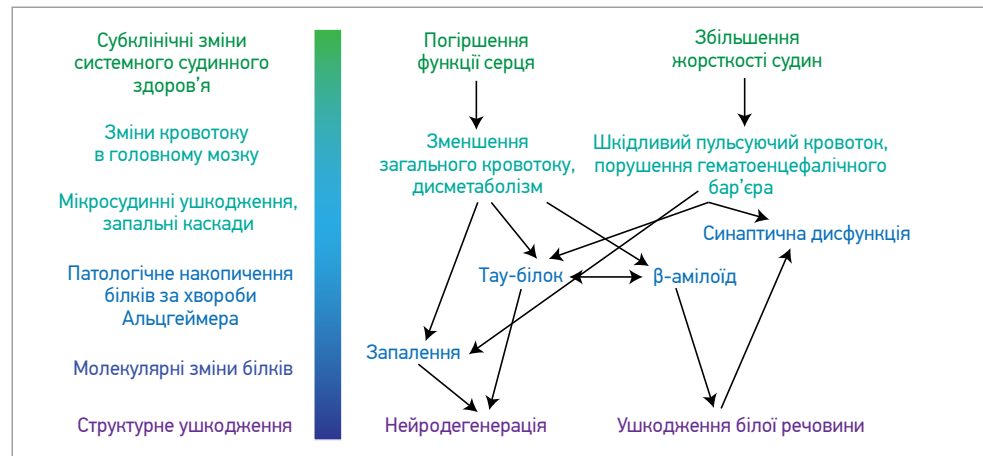 Субклінічні зміни
системного судинного
здоров’я
Зміни кровотоку
в головному мозку
Мікросудинні ушкодження,
запальні каскади
Патологічне накопичення
білків за хвороби
Альцгеймера
Молекулярні зміни білків
Структурне ушкодження
Погіршення
функції серця
Збільшення
жорсткості судин
Зменшення
загального кровотоку,
дисметаболізм
Шкідливий пульсуючий кровоток,
порушення гематоенцефалічного
бар’єра
Синаптична дисфункція
Тау-білок
β-амілоїд
Запалення
Нейродегенерація
Ушкодження білої речовини